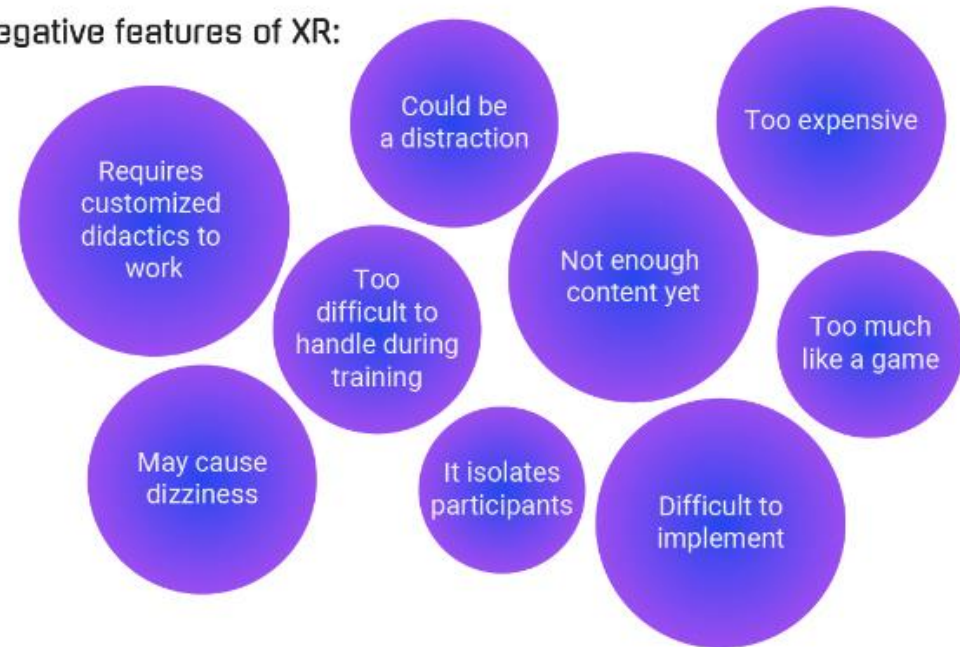 egative features of XR:
Could be
a distraction
Too expensive
Requires
customized
didactics to
work
Not enough
content yet
Too
difficult to
handle during
training
Too much
like a game
May cause
dizziness
It isolates
participants
Difficult to
implement